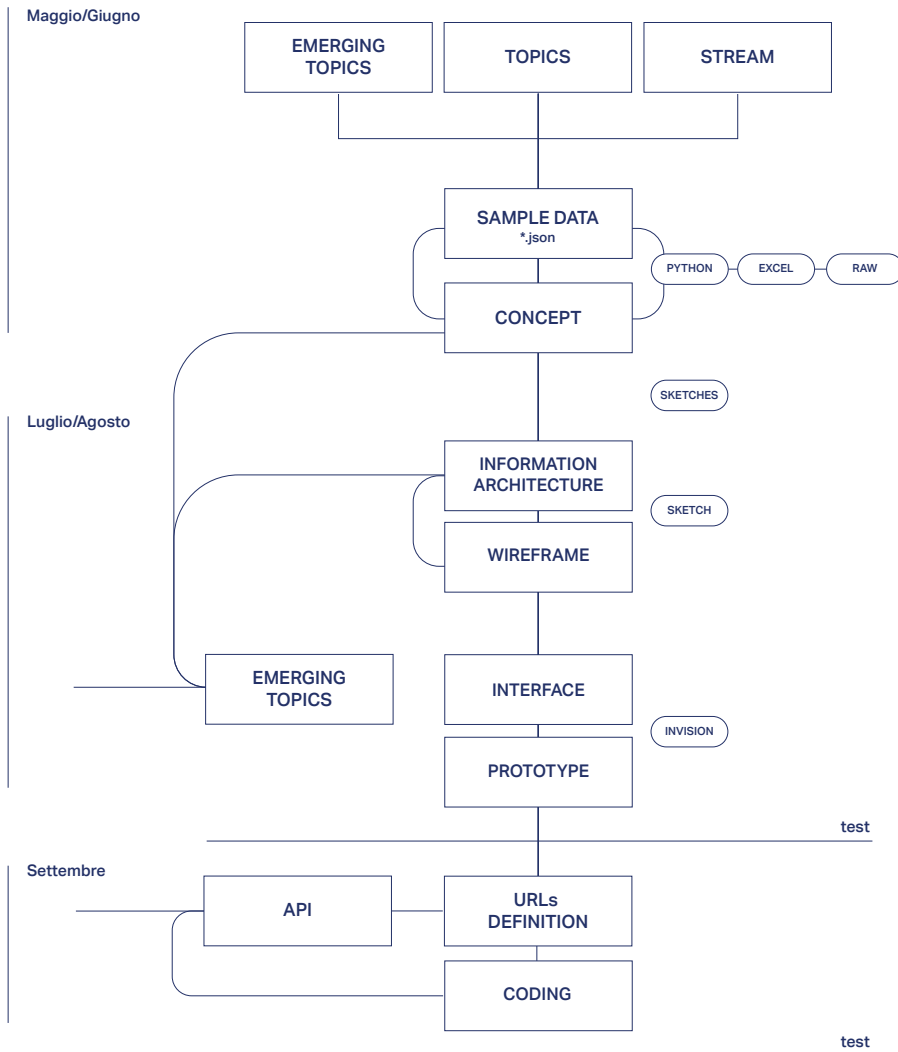 Maggio/Giugno
EMERGING
TOPICS
TOPICS
STREAM
SAMPLE DATA
*.json
PYTHON
EXCEL
RAW
CONCEPT
SKETCHES
Luglio/Agosto
INFORMATION
ARCHITECTURE
SKETCH
WIREFRAME
EMERGING
TOPICS
INTERFACE
INVISION
PROTOTYPE
test
Settembre
API
URLs
DEFINITION
CODING
test